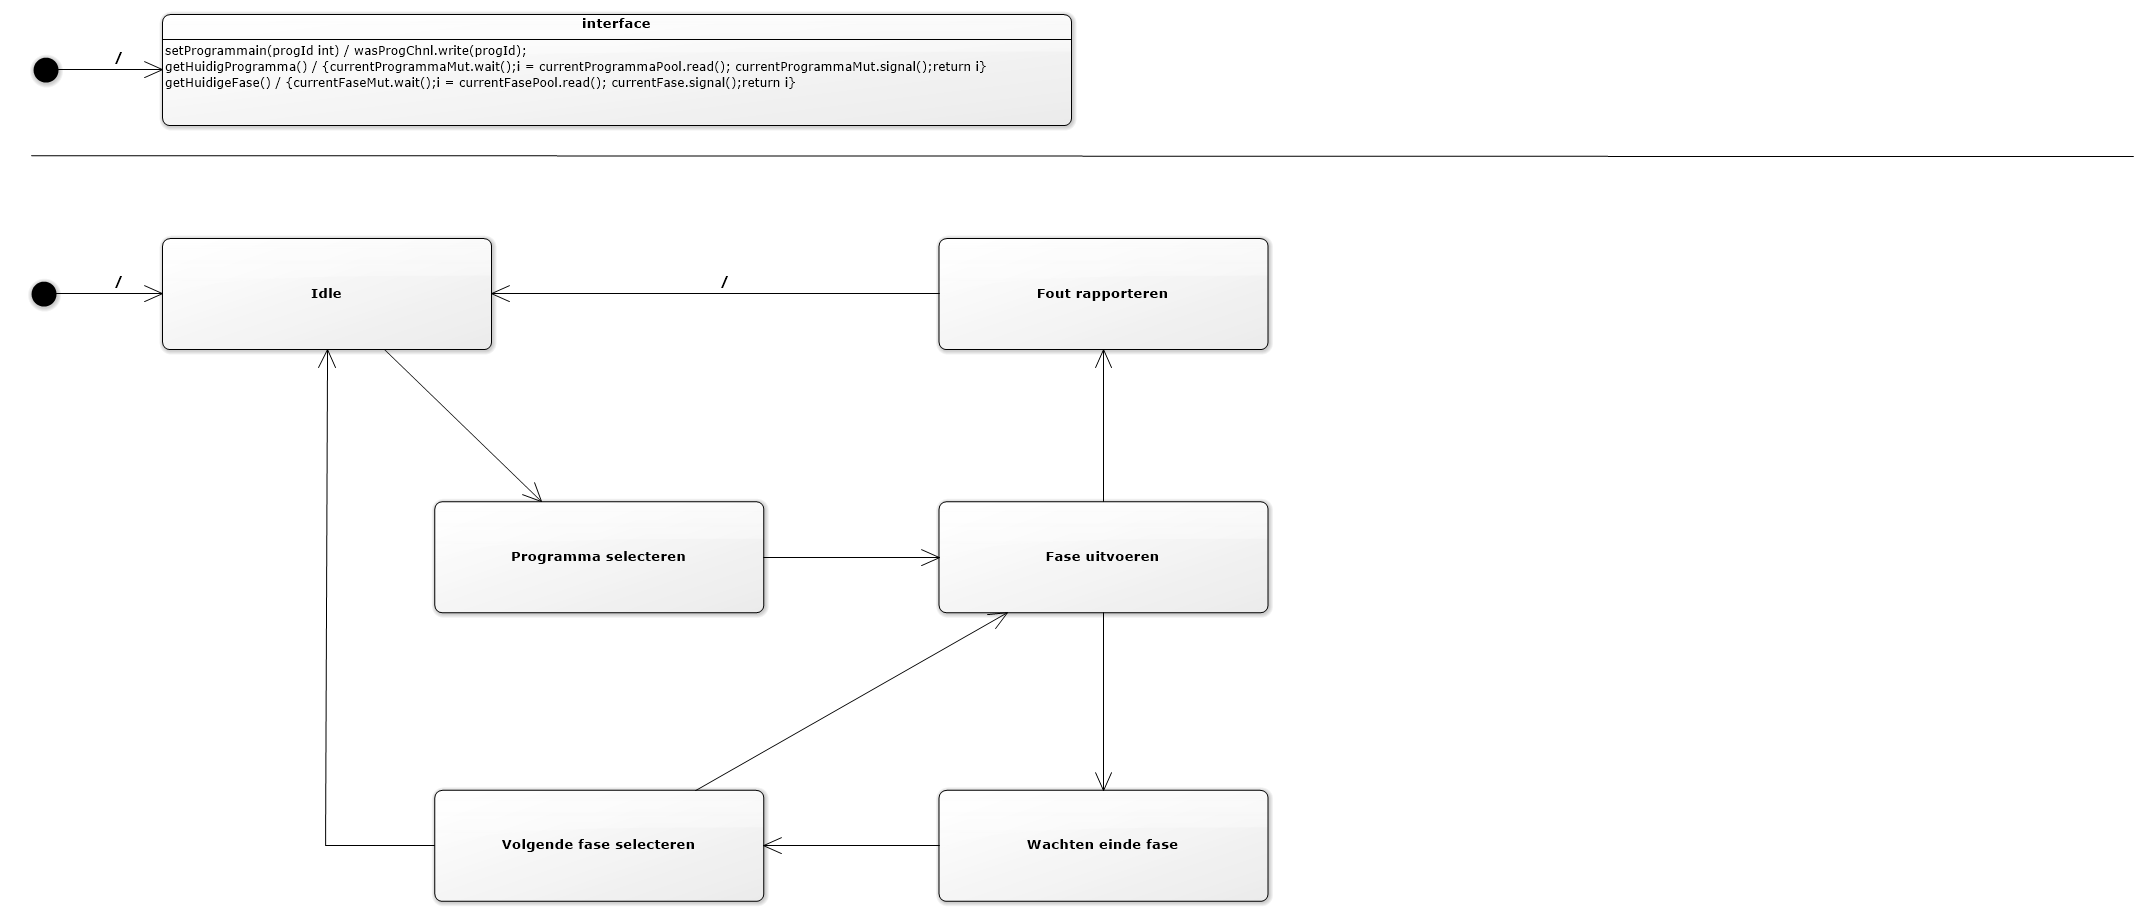 interface
/
setProgrammain(progId int) / wasProgChnl.write(progId);
getHuidigProgramma() / {currentProgrammaMut.wait();i = currentProgrammaPool.read(); currentProgrammaMut.signal();return i}
getHuidigeFase() / {currentFaseMut.wait();i = currentFasePool.read(); currentFase.signal();return i}
/
/
Idle
Fout rapporteren
Programma selecteren
Fase uitvoeren
Volgende fase selecteren
Wachten einde fase